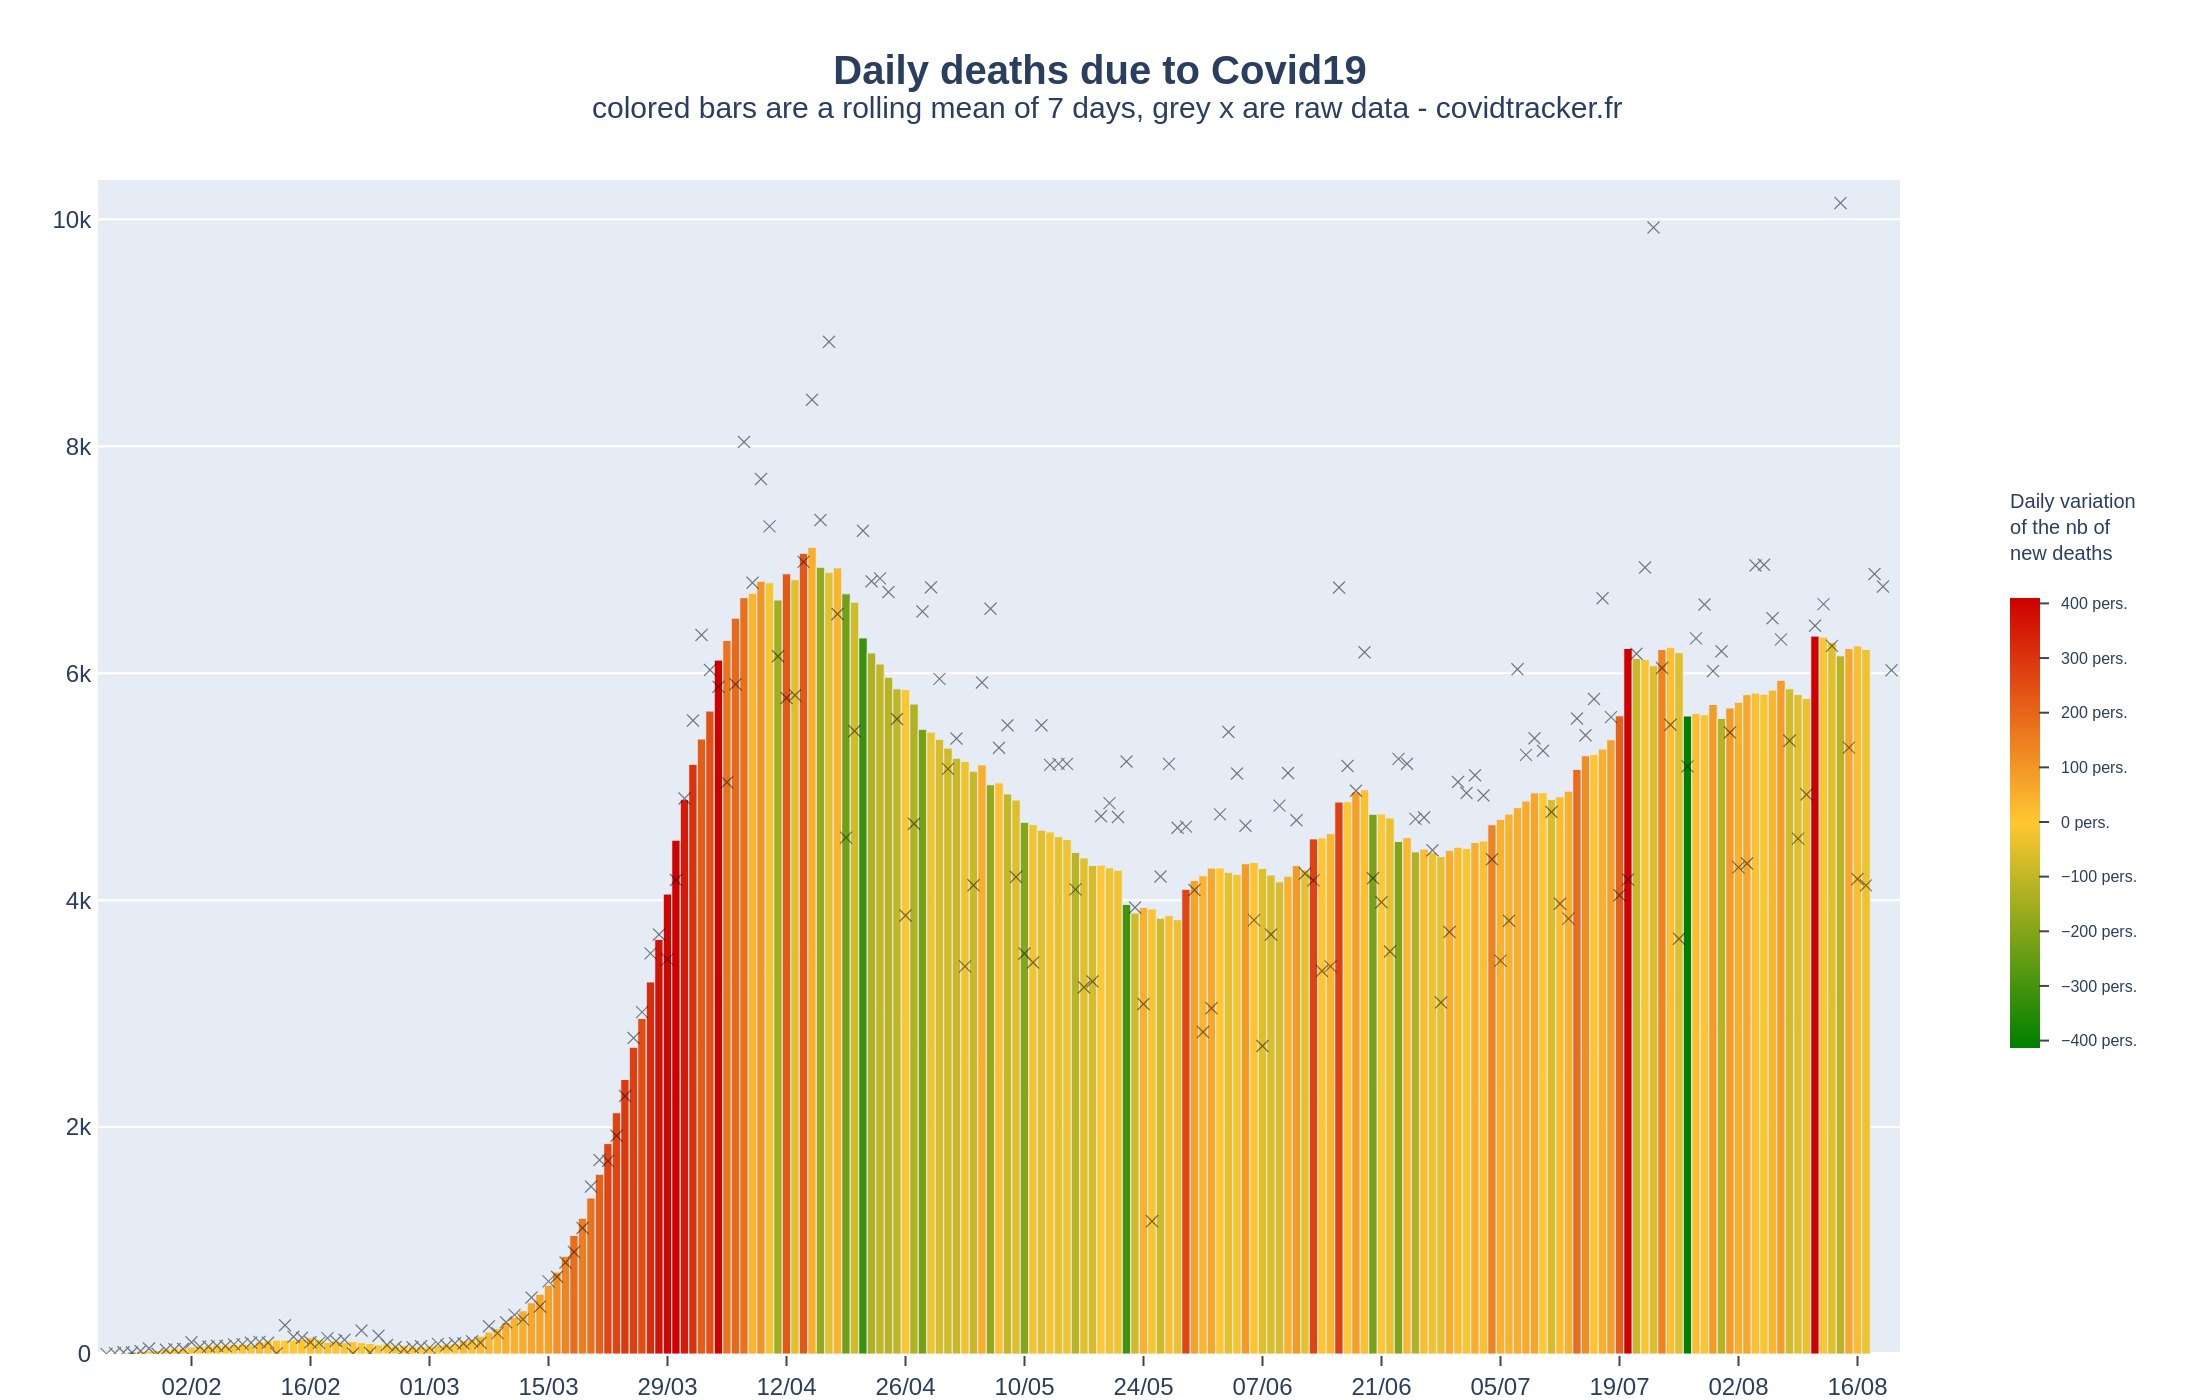 Daily deaths due to Covid19
colored bars are a rolling mean of 7 days, grey x are raw data - covidtracker.fr
10k
8k
6k
4k
2k
0
02/02 16/02 01/03 15/03 29/03 12/04 26/04 10/05 24/05 07/06 21/06 05/07 19/07 02/08 16/08
Daily variation
of the nb of
new deaths
400 pers.
300 pers.
200 pers.
100 pers.
0 pers.
−100 pers.
−200 pers.
−300 pers.
−400 pers.